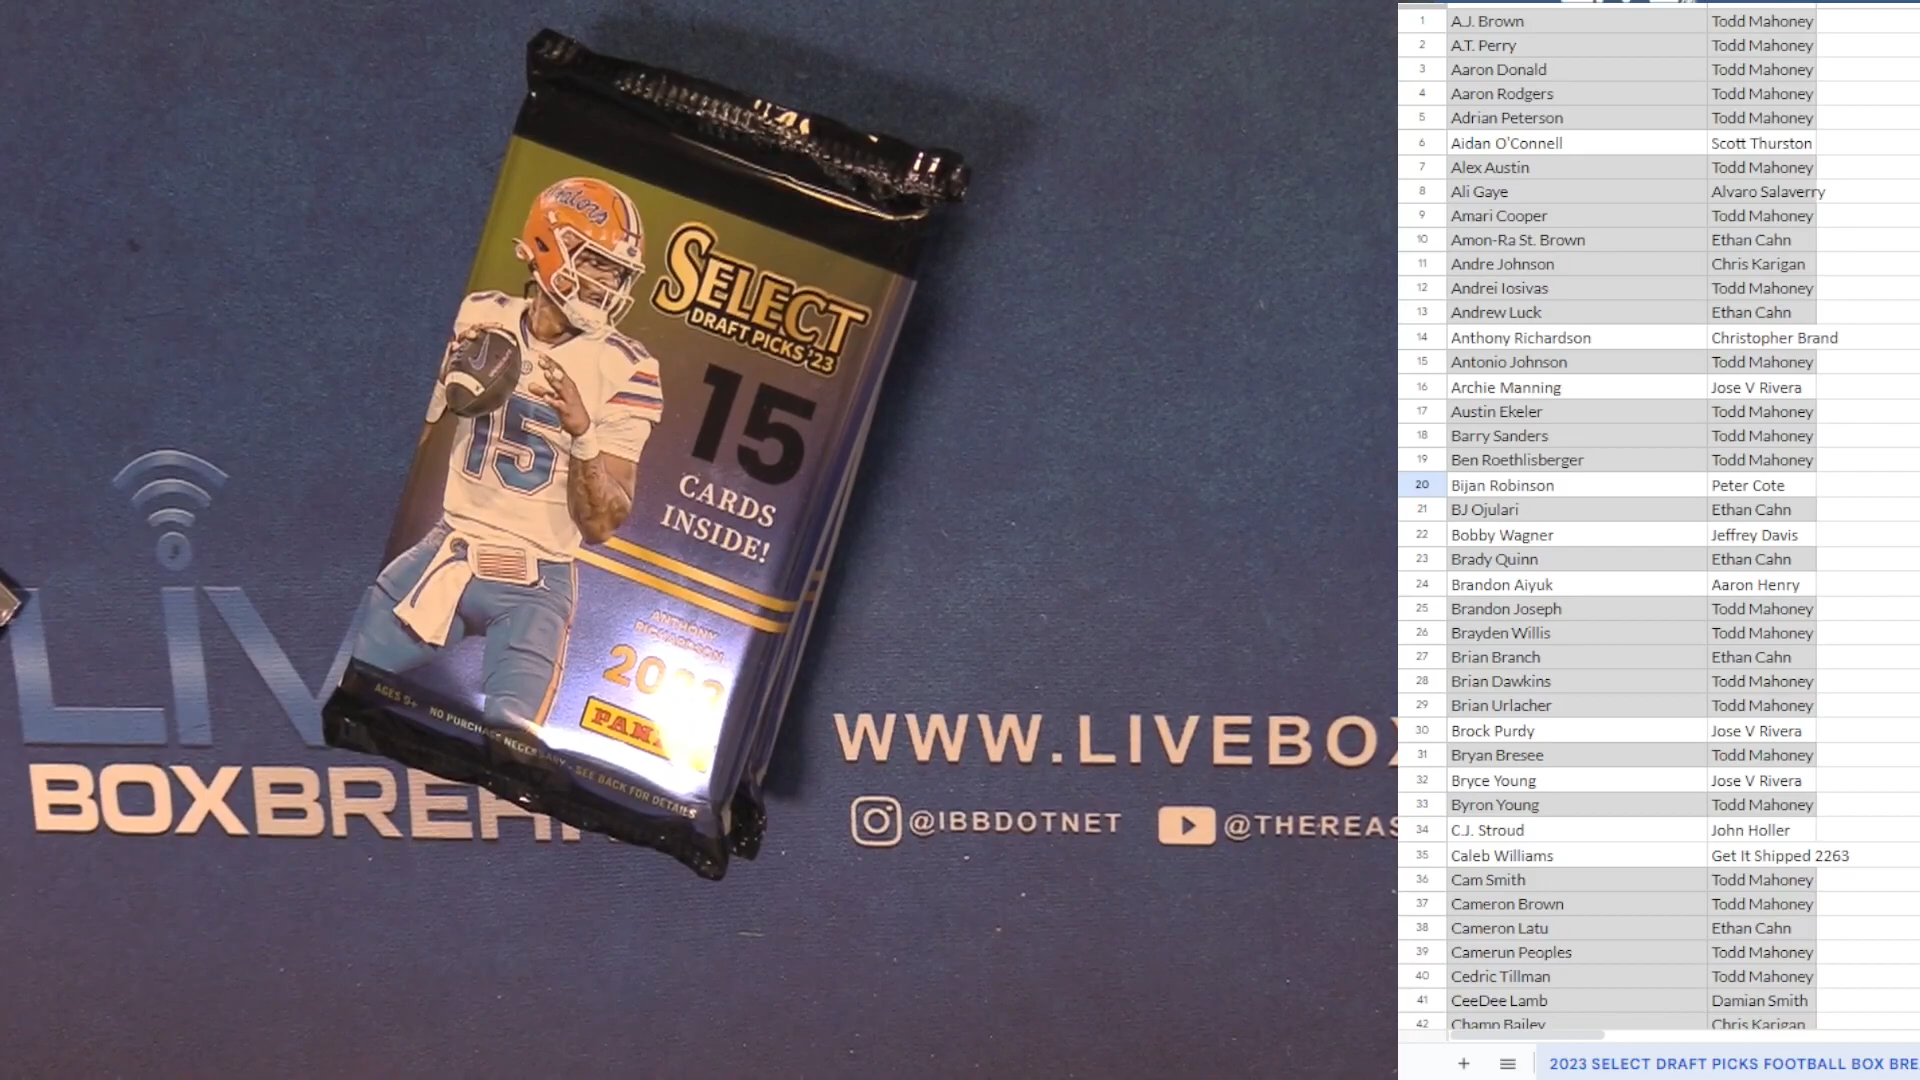 Gators
SELECT
DRAFT PICKS '23
15
CARDS
INSIDE!
15
ANTHONY
RICHARDSON
AGES 9+ NO PURCHASE NECESSARY - SEE BACK FOR DETAILS
LIV
BOXBRE
WWW.LIVEBO
@IBBDOTNET
@THEREAS
1 A.J. Brown Todd Mahoney
2 A.T. Perry Todd Mahoney
3 Aaron Donald Todd Mahoney
4 Aaron Rodgers Todd Mahoney
5 Adrian Peterson Todd Mahoney
6 Aidan O'Connell Scott Thurston
7 Alex Austin Todd Mahoney
8 Ali Gaye Alvaro Salaverry
9 Amari Cooper Todd Mahoney
10 Amon-Ra St. Brown Ethan Cahn
11 Andre Johnson Chris Karigan
12 Andrei Iosivas Todd Mahoney
13 Andrew Luck Ethan Cahn
14 Anthony Richardson Christopher Brand
15 Antonio Johnson Todd Mahoney
16 Archie Manning Jose V Rivera
17 Austin Ekeler Todd Mahoney
18 Barry Sanders Todd Mahoney
19 Ben Roethlisberger Todd Mahoney
20 Bijan Robinson Peter Cote
21 BJ Ojulari Ethan Cahn
22 Bobby Wagner Jeffrey Davis
23 Brady Quinn Ethan Cahn
24 Brandon Aiyuk Aaron Henry
25 Brandon Joseph Todd Mahoney
26 Brayden Willis Todd Mahoney
27 Brian Branch Ethan Cahn
28 Brian Dawkins Todd Mahoney
29 Brian Urlacher Todd Mahoney
30 Brock Purdy Jose V Rivera
31 Bryan Bresee Todd Mahoney
32 Bryce Young Jose V Rivera
33 Byron Young Todd Mahoney
34 C.J. Stroud John Holler
35 Caleb Williams Get It Shipped 2263
36 Cam Smith Todd Mahoney
37 Cameron Brown Todd Mahoney
38 Cameron Latu Ethan Cahn
39 Camerun Peoples Todd Mahoney
40 Cedric Tillman Todd Mahoney
41 CeeDee Lamb Damian Smith
42 Champ Bailey Chris Karigan
2023 SELECT DRAFT PICKS FOOTBALL BOX BRE